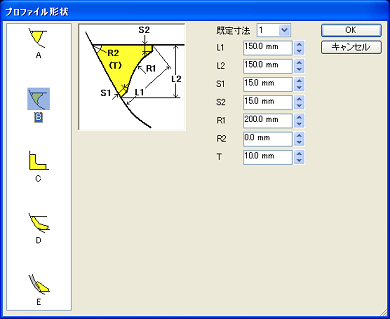 プロファイル形状
A
B
C
D
E
S2
R2
(T)
R1
L2
S1
L1
既定寸法 1
L1 150.0 mm
L2 150.0 mm
S1 15.0 mm
S2 15.0 mm
R1 200.0 mm
R2 0.0 mm
T 10.0 mm
OK
キャンセル